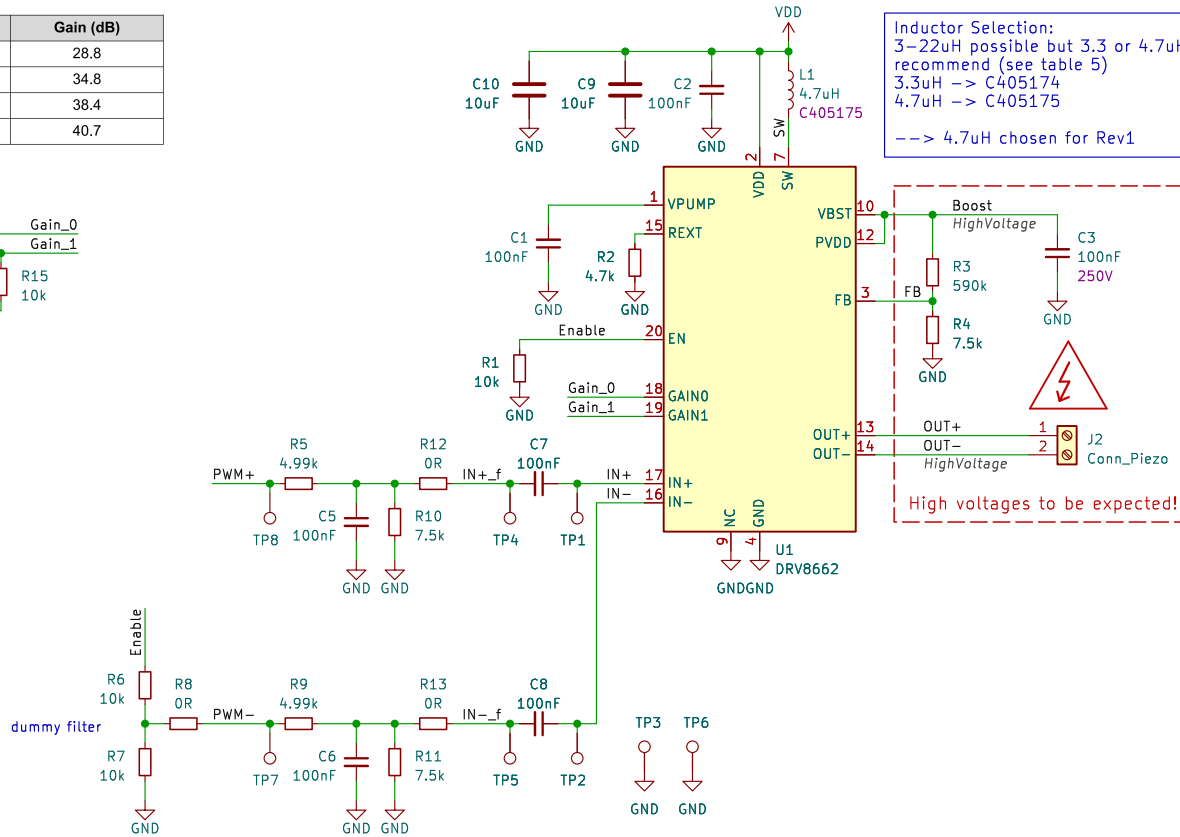 Gain (dB)
28.8
34.8
38.4
40.7
Gain_0
Gain_1
R15
10k
VDD
C10
10uF
C9
10uF
C2
100nF
L1
4.7uH
C405175
SW
GND
GND
GND
Inductor Selection:
3-22uH possible but 3.3 or 4.7uH
recommend (see table 5)
3.3uH -> C405174
4.7uH -> C405175
--> 4.7uH chosen for Rev1
2
7
VDD
SW
1
VPUMP
15
REXT
C1
100nF
GND
R2
4.7k
GND
Enable
20
EN
R1
10k
GND
Gain_0
18
GAIN0
Gain_1
19
GAIN1
VBST
10
PVDD
12
FB
3
FB
Boost
HighVoltage
C3
100nF
250V
GND
R3
590k
R4
7.5k
GND
OUT+
13
OUT+
1
OUT-
14
OUT-
2
HighVoltage
J2
Conn_Piezo
High voltages to be expected!
PWM+
R5
4.99k
R12
0R
IN+_f
C7
100nF
IN+
17
IN+
IN-
16
IN-
TP8
C5
100nF
R10
7.5k
TP4
TP1
GND
GND
NC
GND
9
4
U1
DRV8662
GND
GND
Enable
R6
10k
R8
0R
PWM-
R9
4.99k
R13
0R
IN-_f
C8
100nF
dummy filter
R7
10k
TP7
C6
100nF
R11
7.5k
TP5
TP2
TP3
TP6
GND
GND
GND
GND
GND